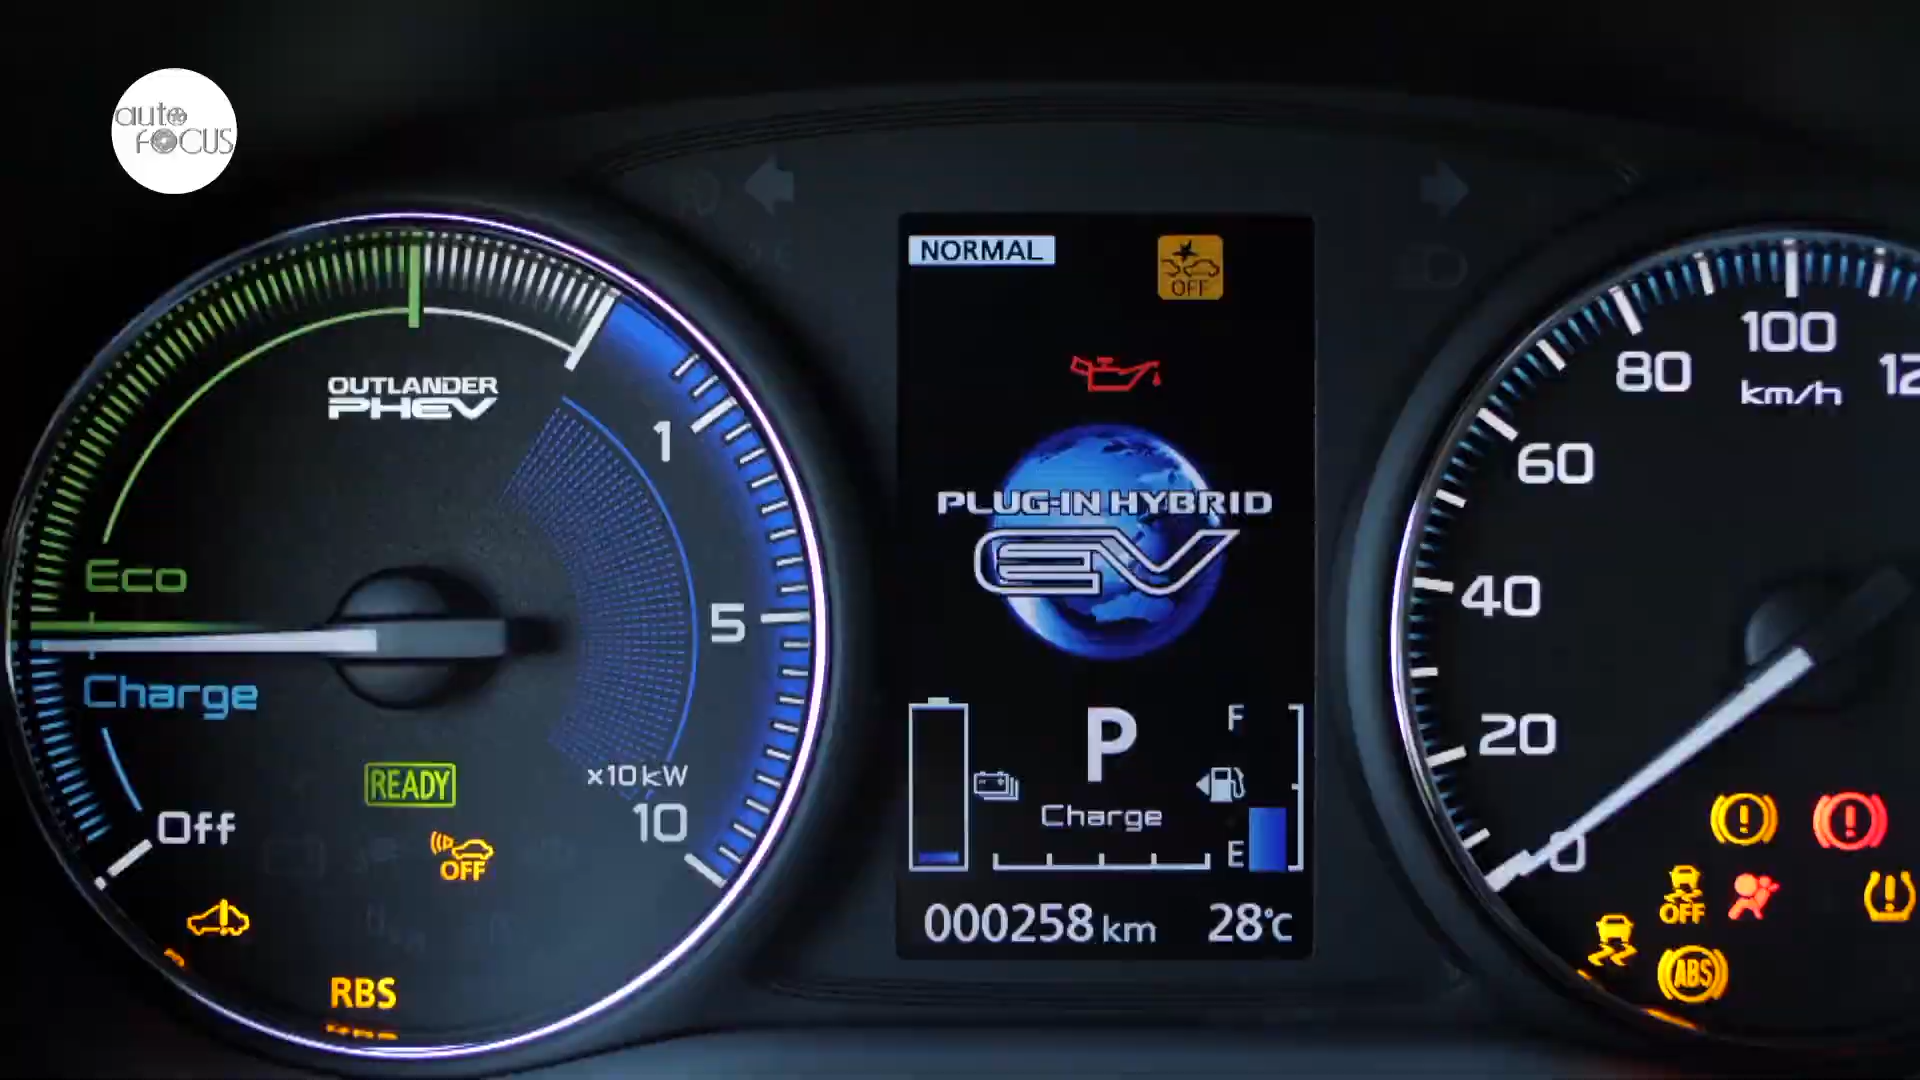 auto
FOCUS
NORMAL
OFF
OUTLANDER
PHEV
Eco
Charge
Off
1
5
10
x10kW
READY
OFF
RBS
PLUG-IN HYBRID
EV
P
Charge
F
E
000258 km
28°C
0
20
40
60
80
100
km/h
OFF
ABS